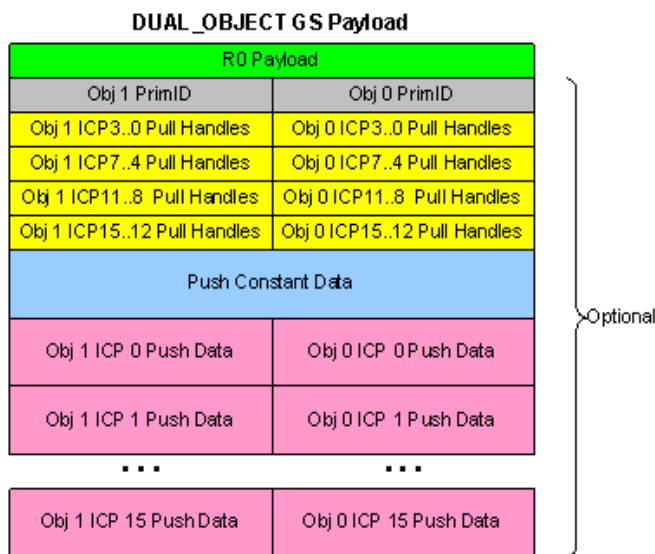 DUAL_OBJECT GS Payload
R0 Payload
Obj 1 PrimID Obj 0 PrimID
Obj 1 ICP3..0 Pull Handles Obj 0 ICP3..0 Pull Handles
Obj 1 ICP7..4 Pull Handles Obj 0 ICP7..4 Pull Handles
Obj 1 ICP11..8 Pull Handles Obj 0 ICP11..8 Pull Handles
Obj 1 ICP15..12 Pull Handles Obj 0 ICP15..12 Pull Handles
Push Constant Data
Optional
Obj 1 ICP 0 Push Data Obj 0 ICP 0 Push Data
Obj 1 ICP 1 Push Data Obj 0 ICP 1 Push Data
... ...
Obj 1 ICP 15 Push Data Obj 0 ICP 15 Push Data